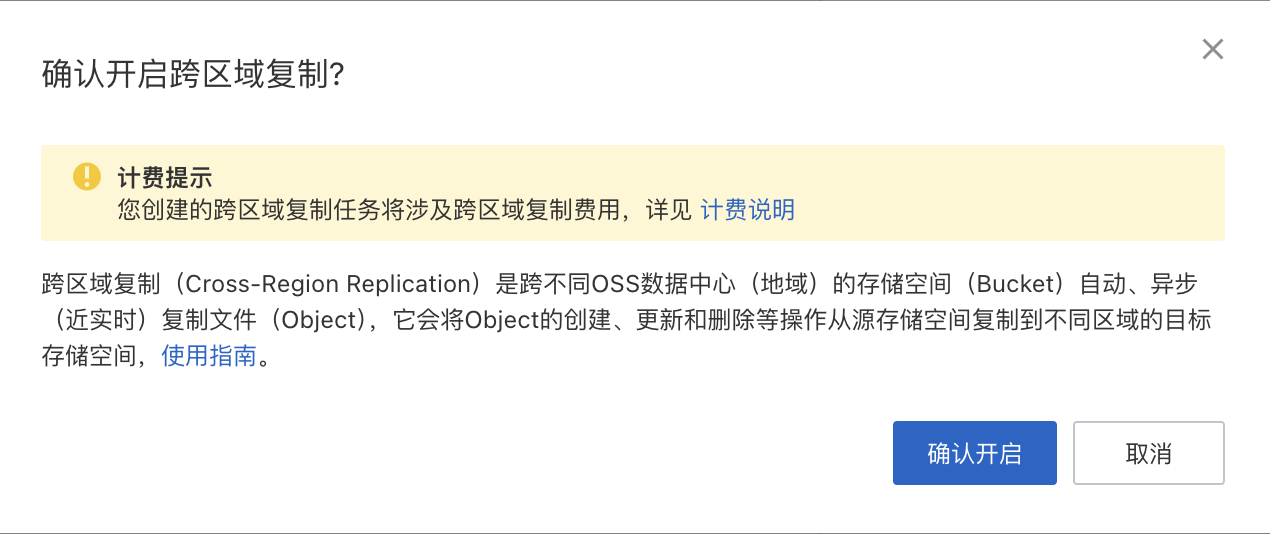 确认开启跨区域复制?
计费提示
您创建的跨区域复制任务将涉及跨区域复制费用，详见 计费说明
跨区域复制（Cross-Region Replication）是跨不同OSS数据中心（地域）的存储空间（Bucket）自动、异步
（近实时）复制文件（Object），它会将Object的创建、更新和删除等操作从源存储空间复制到不同区域的目标
存储空间，使用指南。
确认开启 取消